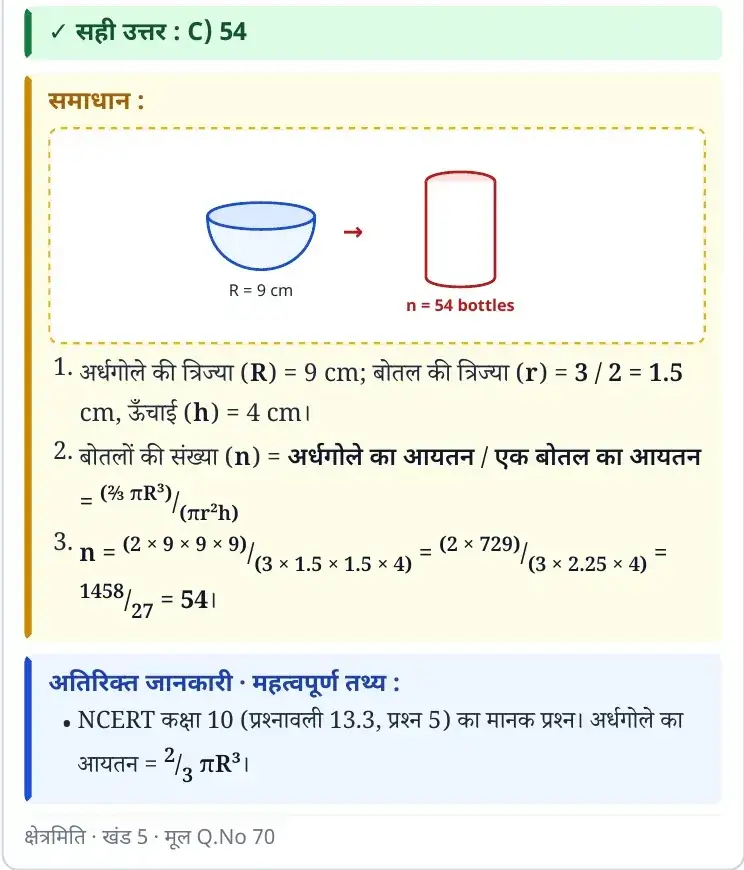 ✓ सही उत्तर : C) 54
समाधान :
R = 9 cm
→
n = 54 bottles
1. अर्धगोले की त्रिज्या (R) = 9 cm; बोतल की त्रिज्या (r) = 3 / 2 = 1.5
cm, ऊँचाई (h) = 4 cm।
2. बोतलों की संख्या (n) = अर्धगोले का आयतन / एक बोतल का आयतन
= (⅔ πR³)/(πr²h)
3. n = (2 × 9 × 9 × 9)/(3 × 1.5 × 1.5 × 4) = (2 × 729)/(3 × 2.25 × 4) =
1458/27 = 54।
अतिरिक्त जानकारी · महत्वपूर्ण तथ्य :
• NCERT कक्षा 10 (प्रश्नावली 13.3, प्रश्न 5) का मानक प्रश्न। अर्धगोले का
आयतन = 2/3 πR³।
क्षेत्रमिति · खंड 5 · मूल Q.No 70